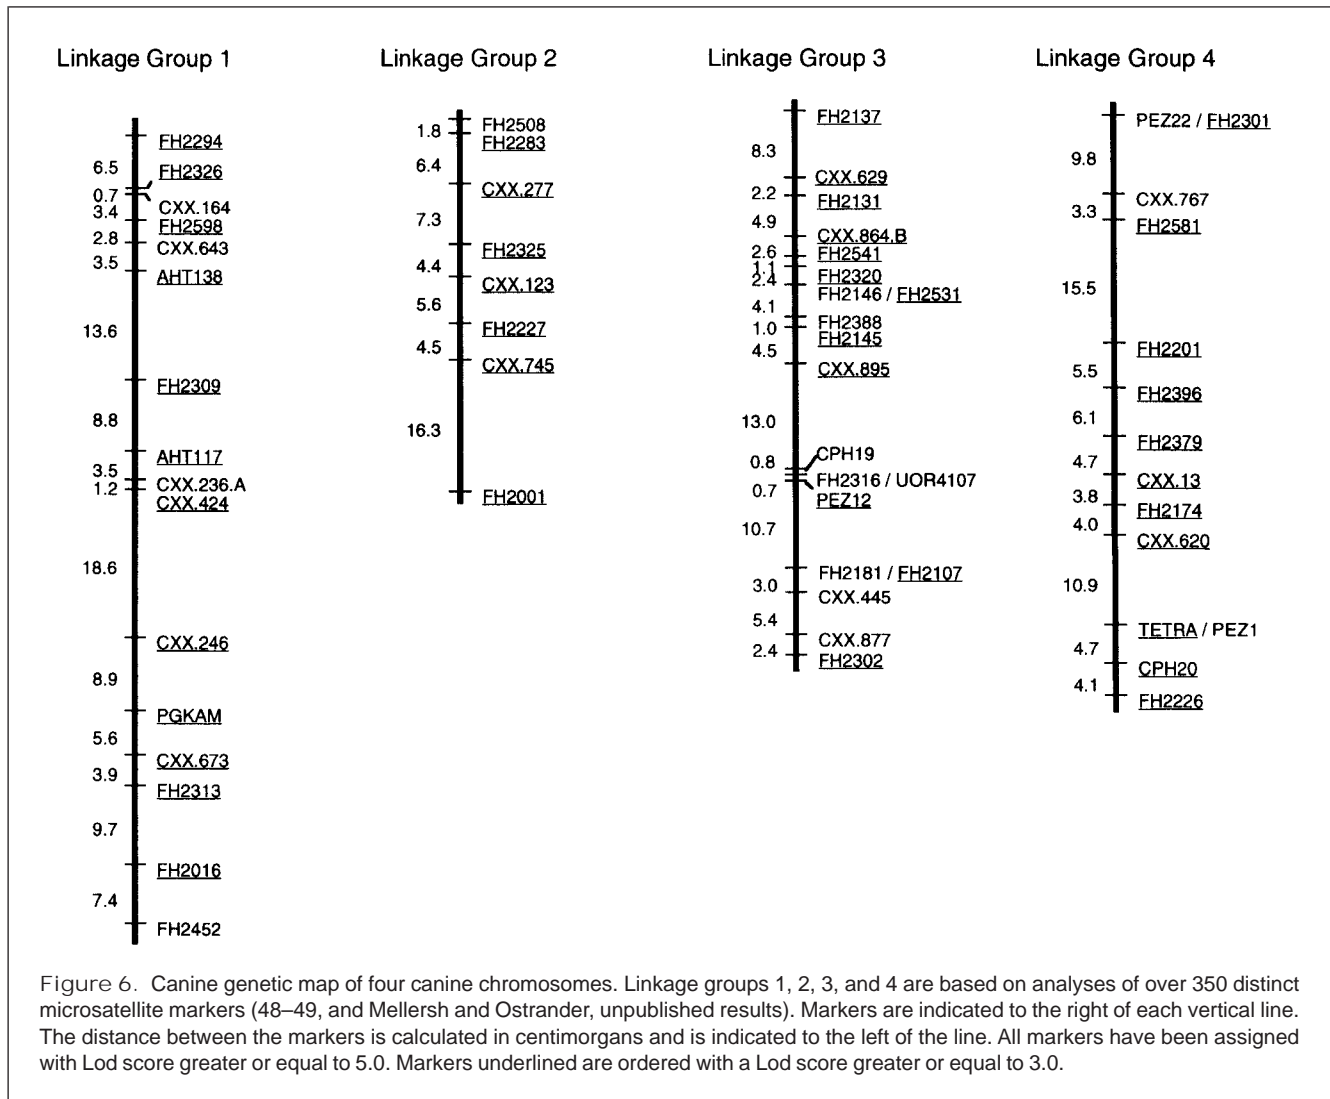 Linkage Group 1
FH2294
6.5
FH2326
0.7
CXX.164
3.4
FH2598
2.8
CXX.643
3.5
AHT138
13.6
FH2309
8.8
AHT117
3.5
CXX.236.A
1.2
CXX.424
18.6
CXX.246
8.9
PGKAM
5.6
CXX.673
3.9
FH2313
9.7
FH2016
7.4
FH2452
Linkage Group 2
FH2508
1.8
FH2283
6.4
CXX.277
7.3
FH2325
4.4
CXX.123
5.6
FH2227
4.5
CXX.745
16.3
FH2001
Linkage Group 3
FH2137
8.3
CXX.629
2.2
FH2131
4.9
CXX.864.B
2.6
FH2541
1.1
FH2320
2.4
FH2146 / FH2531
4.1
FH2388
1.0
FH2145
4.5
CXX.895
13.0
CPH19
0.8
FH2316 / UOR4107
0.7
PEZ12
10.7
FH2181 / FH2107
3.0
CXX.445
5.4
CXX.877
2.4
FH2302
Linkage Group 4
PEZ22 / FH2301
9.8
CXX.767
3.3
FH2581
15.5
FH2201
5.5
FH2396
6.1
FH2379
4.7
CXX.13
3.8
FH2174
4.0
CXX.620
10.9
TETRA / PEZ1
4.7
CPH20
4.1
FH2226
Figure 6. Canine genetic map of four canine chromosomes. Linkage groups 1, 2, 3, and 4 are based on analyses of over 350 distinct
microsatellite markers (48–49, and Mellersh and Ostrander, unpublished results). Markers are indicated to the right of each vertical line.
The distance between the markers is calculated in centimorgans and is indicated to the left of the line. All markers have been assigned
with Lod score greater or equal to 5.0. Markers underlined are ordered with a Lod score greater or equal to 3.0.